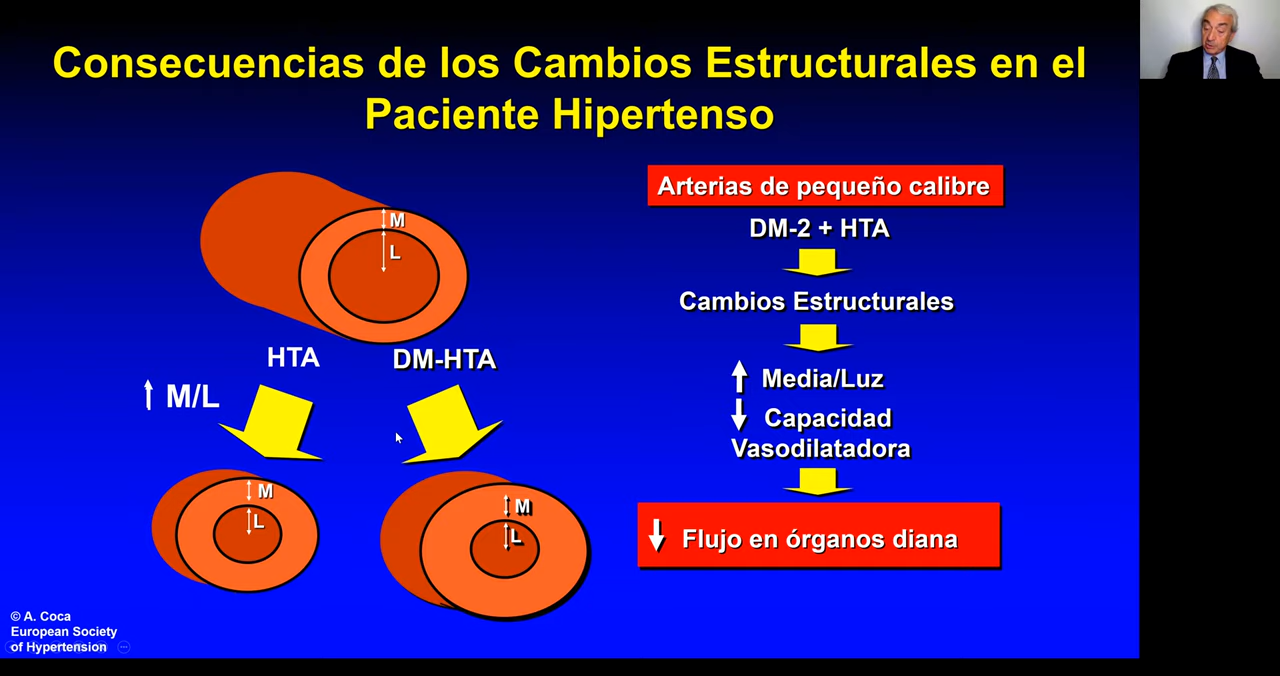 Consecuencias de los Cambios Estructurales en el
Paciente Hipertenso
M
L
HTA
DM-HTA
↑ M/L
M
L
M
L
Arterias de pequeño calibre
DM-2 + HTA
Cambios Estructurales
↑ Media/Luz
↓ Capacidad
Vasodilatadora
↓ Flujo en órganos diana
© A. Coca
European Society
of Hypertension